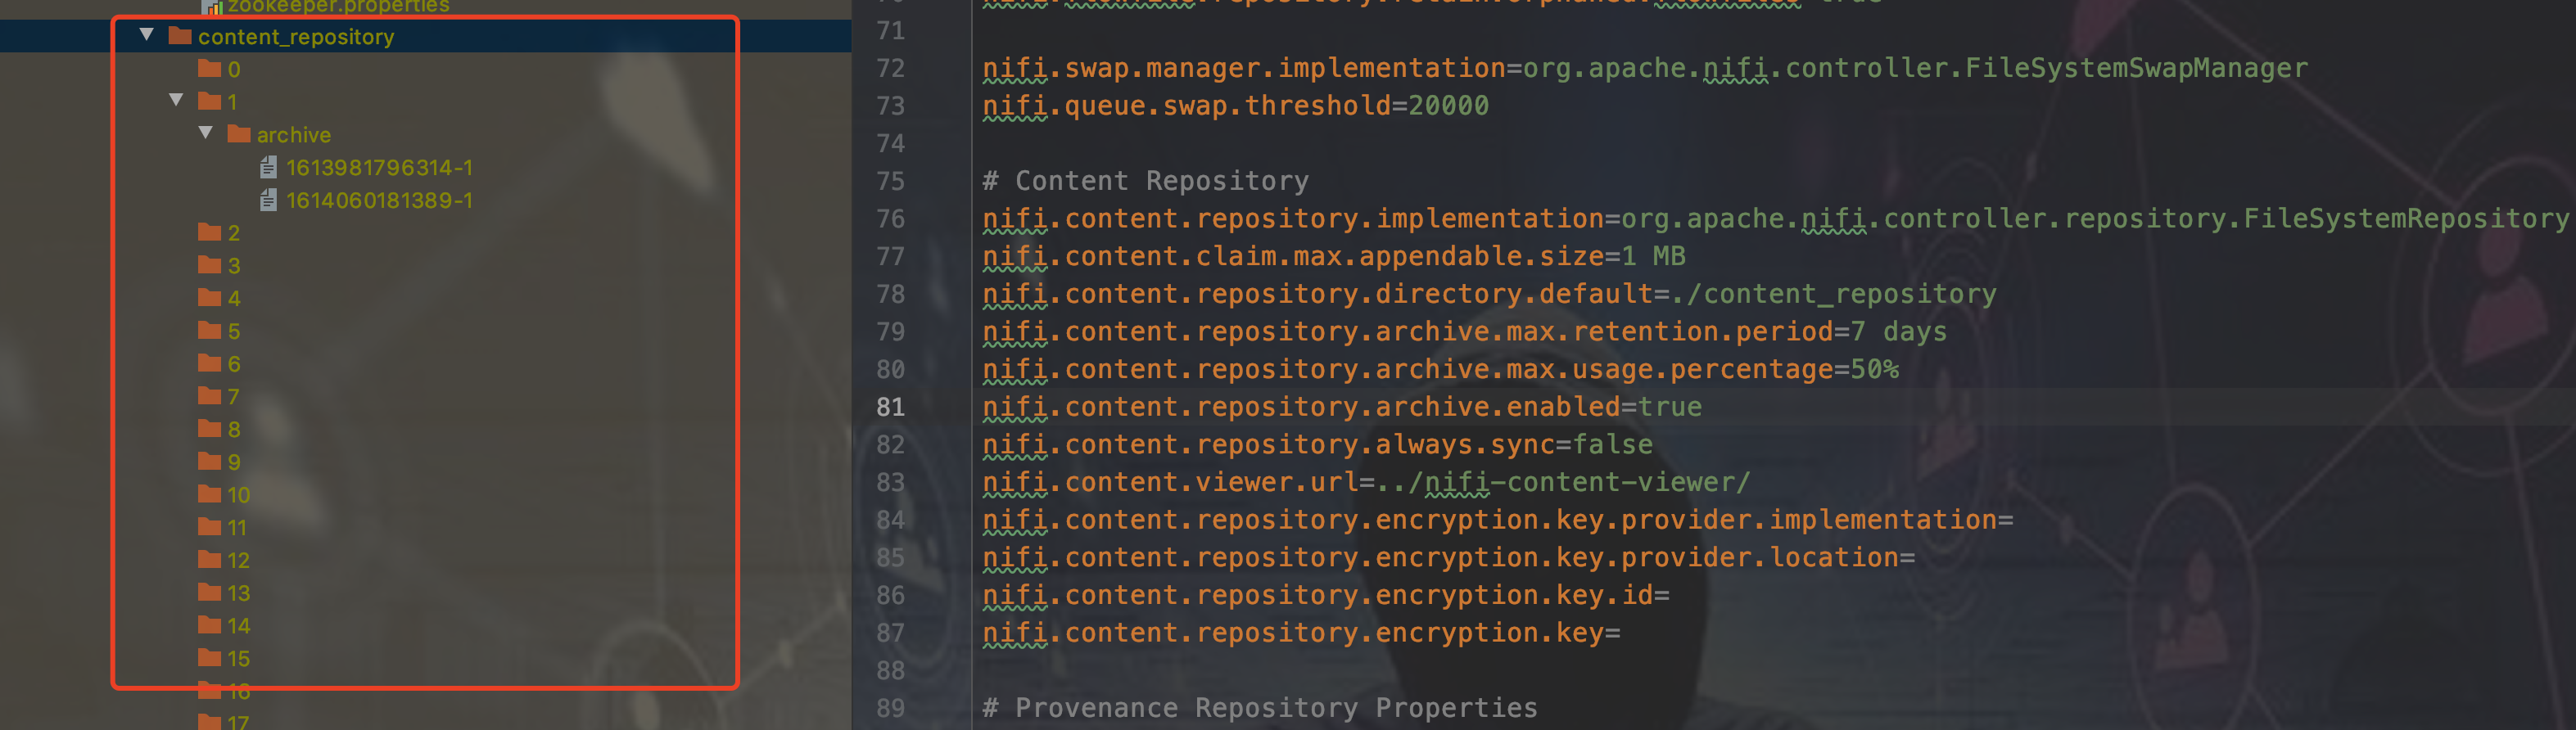 zookeeper.properties
content_repository
0
1
archive
1613981796314-1
1614060181389-1
2
3
4
5
6
7
8
9
10
11
12
13
14
15
16
17
71
72 nifi.swap.manager.implementation=org.apache.nifi.controller.FileSystemSwapManager
73 nifi.queue.swap.threshold=20000
74
75 # Content Repository
76 nifi.content.repository.implementation=org.apache.nifi.controller.repository.FileSystemRepository
77 nifi.content.claim.max.appendable.size=1 MB
78 nifi.content.repository.directory.default=./content_repository
79 nifi.content.repository.archive.max.retention.period=7 days
80 nifi.content.repository.archive.max.usage.percentage=50%
81 nifi.content.repository.archive.enabled=true
82 nifi.content.repository.always.sync=false
83 nifi.content.viewer.url=../nifi-content-viewer/
84 nifi.content.repository.encryption.key.provider.implementation=
85 nifi.content.repository.encryption.key.provider.location=
86 nifi.content.repository.encryption.key.id=
87 nifi.content.repository.encryption.key=
88
89 # Provenance Repository Properties